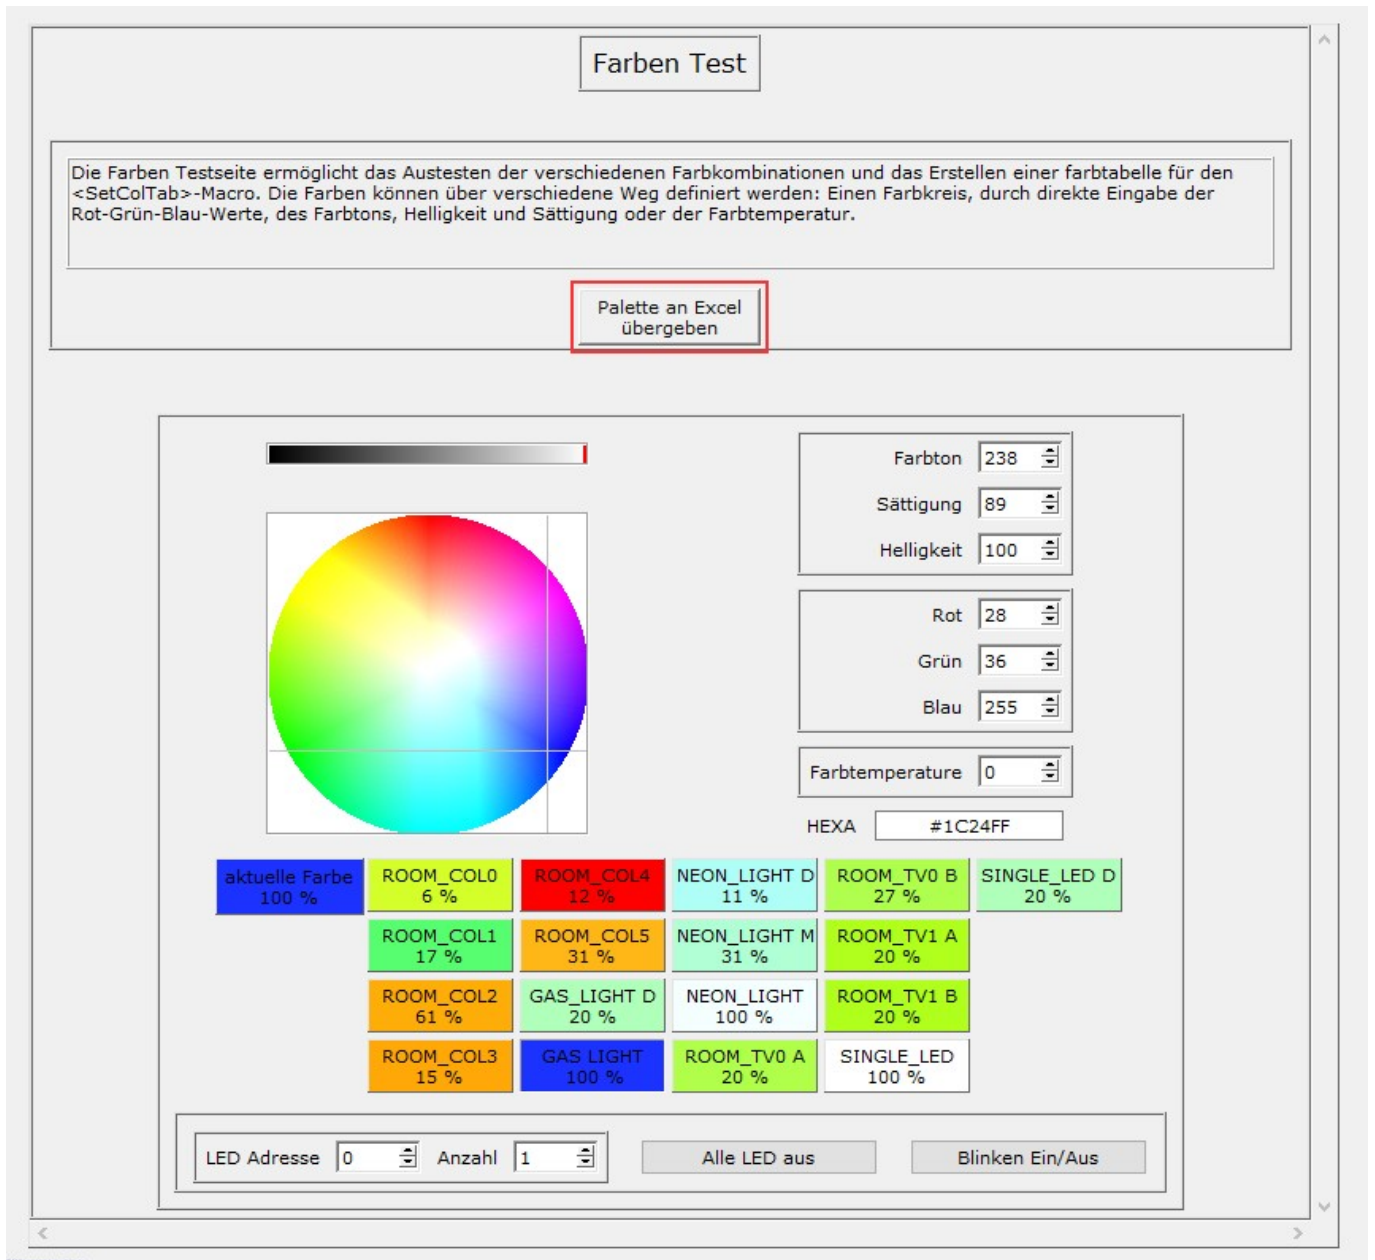 Farben Test
Die Farben Testseite ermöglicht das Austesten der verschiedenen Farbkombinationen und das Erstellen einer farbtabelle für den
<SetColTab>-Macro. Die Farben können über verschiedene Weg definiert werden: Einen Farbkreis, durch direkte Eingabe der
Rot-Grün-Blau-Werte, des Farbtons, Helligkeit und Sättigung oder der Farbtemperatur.
Palette an Excel
übergeben
Farbton 238
Sättigung 89
Helligkeit 100
Rot 28
Grün 36
Blau 255
Farbtemperature 0
HEXA #1C24FF
aktuelle Farbe ROOM_COL0 ROOM_COL4 NEON_LIGHT D ROOM_TV0 B SINGLE_LED D
100 % 6 % 12 % 11 % 27 % 20 %
ROOM_COL1 ROOM_COL5 NEON_LIGHT M ROOM_TV1 A
17 % 31 % 31 % 20 %
ROOM_COL2 GAS_LIGHT D NEON_LIGHT ROOM_TV1 B
61 % 20 % 100 % 20 %
ROOM_COL3 GAS LIGHT ROOM_TV0 A SINGLE_LED
15 % 100 % 20 % 100 %
LED Adresse 0 Anzahl 1 Alle LED aus Blinken Ein/Aus